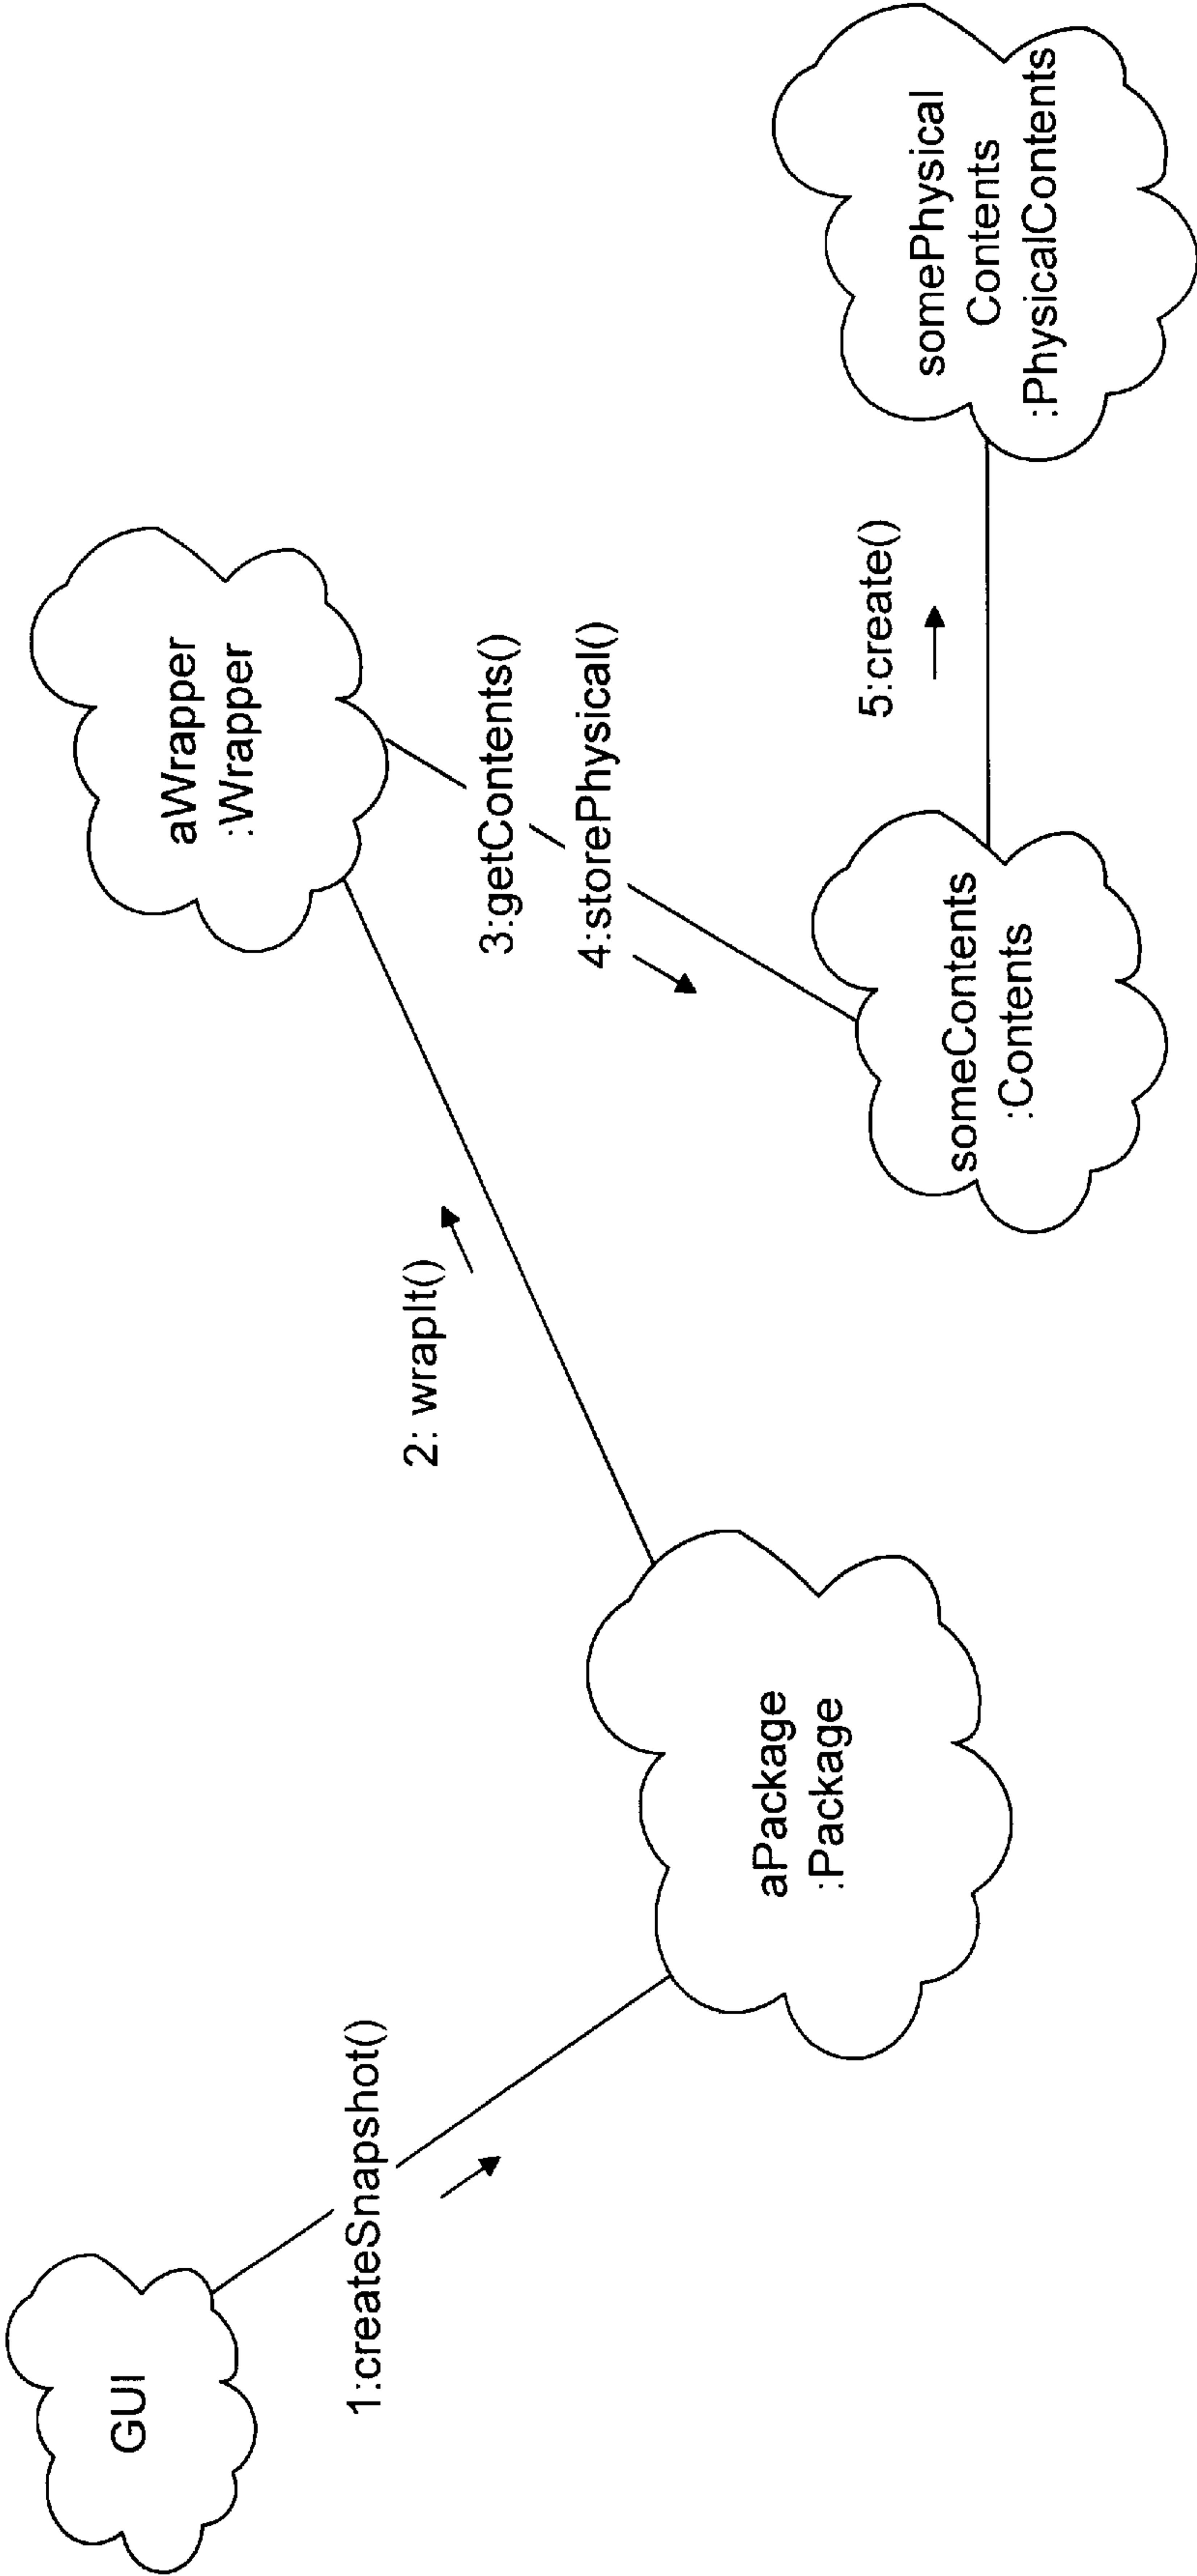 GUI
1:createSnapshot()
aPackage
:Package
2: wrapIt()
aWrapper
:Wrapper
3:getContents()
4:storePhysical()
someContents
:Contents
5:create()
somePhysical
Contents
:PhysicalContents